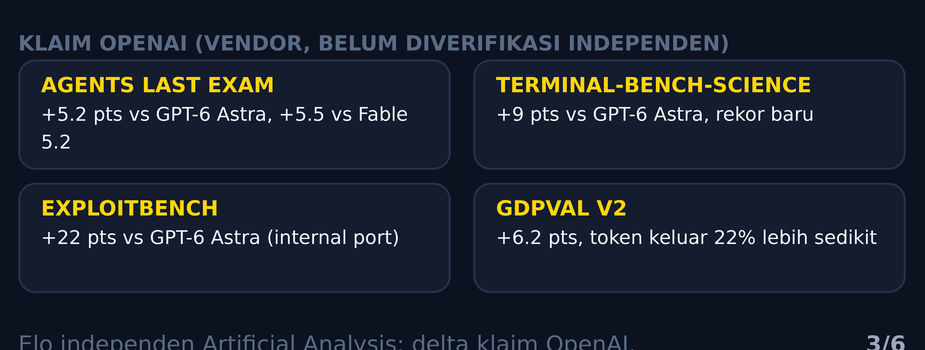 KLAIM OPENAI (VENDOR, BELUM DIVERIFIKASI INDEPENDEN)
AGENTS LAST EXAM
+5.2 pts vs GPT-6 Astra, +5.5 vs Fable
5.2
TERMINAL-BENCH-SCIENCE
+9 pts vs GPT-6 Astra, rekor baru
EXPLOITBENCH
+22 pts vs GPT-6 Astra (internal port)
GDPVAL V2
+6.2 pts, token keluar 22% lebih sedikit
Elo independen Artificial Analysis; delta klaim OpenAI.
3/6